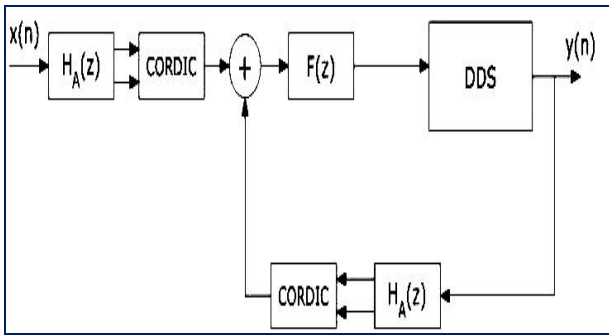 x(n)
H_A(z)
CORDIC
+
F(z)
DDS
y(n)
CORDIC
H_A(z)